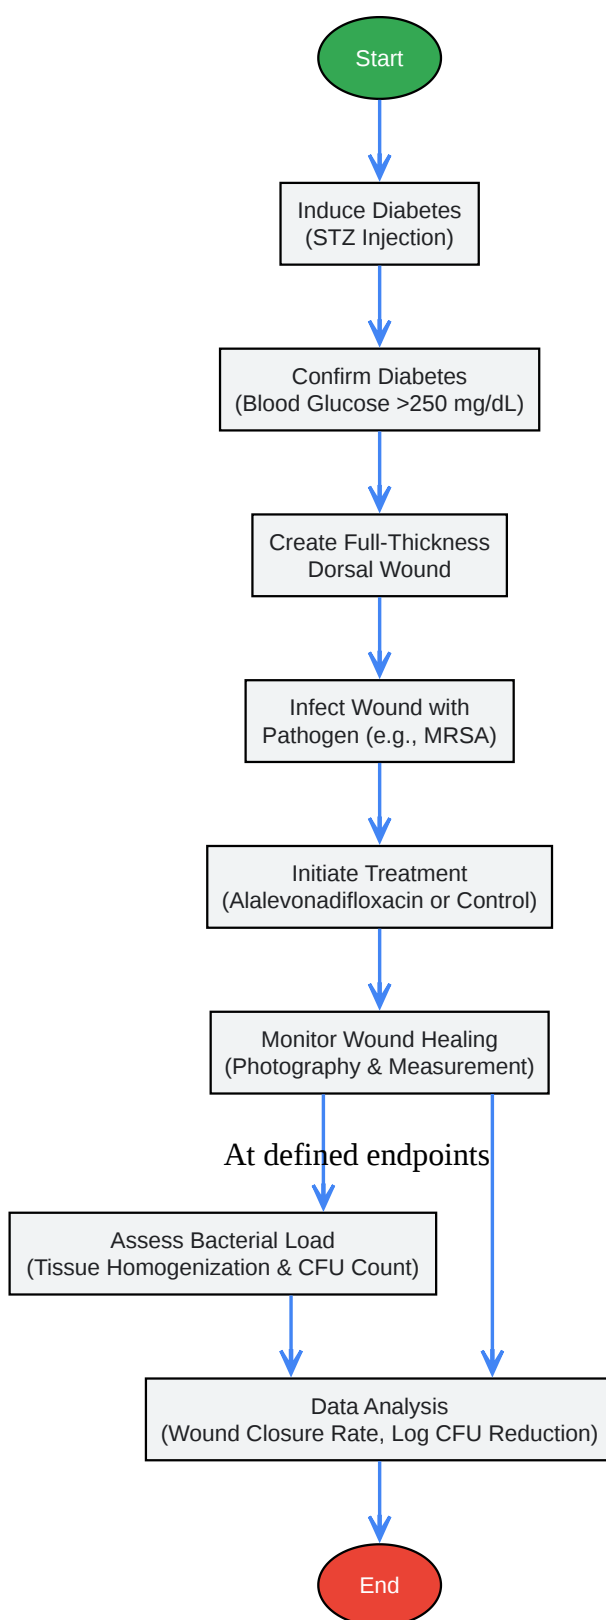 Start
Induce Diabetes
(STZ Injection)
Confirm Diabetes
(Blood Glucose >250 mg/dL)
Create Full-Thickness
Dorsal Wound
Infect Wound with
Pathogen (e.g., MRSA)
Initiate Treatment
(Alalevonadifloxacin or Control)
Monitor Wound Healing
(Photography & Measurement)
At defined endpoints
Assess Bacterial Load
(Tissue Homogenization & CFU Count)
Data Analysis
(Wound Closure Rate, Log CFU Reduction)
End